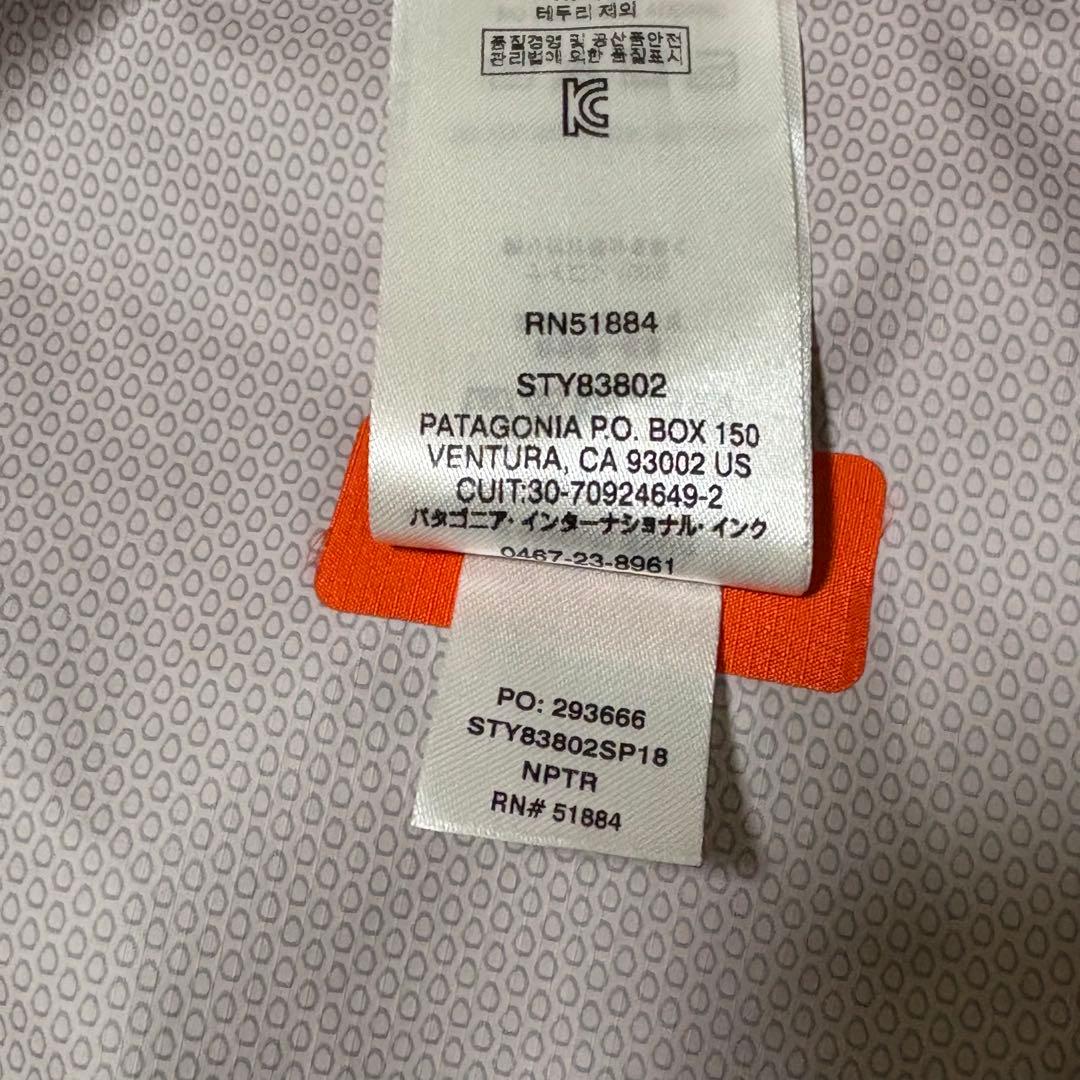 테두리 제외
품질경영 및 공산품안전
관리법에 의한 품질표시
KC
RN51884
STY83802
PATAGONIA P.O. BOX 150
VENTURA, CA 93002 US
CUIT:30-70924649-2
パタゴニア・インターナショナル・インク
0467-23-8961
PO: 293666
STY83802SP18
NPTR
RN# 51884